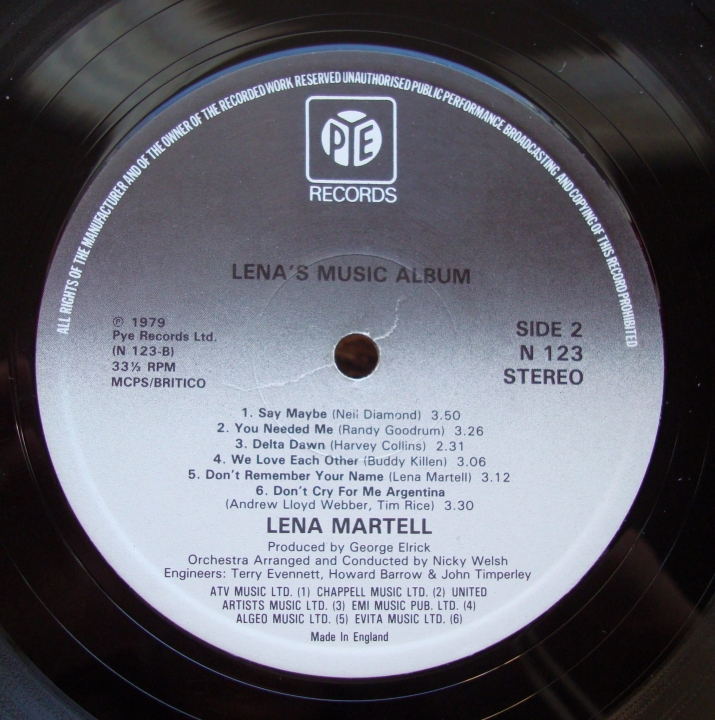 ALL RIGHTS OF THE MANUFACTURER AND OF THE OWNER OF THE RECORDED WORK RESERVED UNAUTHORISED PUBLIC PERFORMANCE BROADCASTING AND COPYING OF THIS RECORD PROHIBITED
PYE
RECORDS
LENA'S MUSIC ALBUM
℗ 1979
Pye Records Ltd.
(N 123-B)
33⅓ RPM
MCPS/BRITICO
SIDE 2
N 123
STEREO
1. Say Maybe (Neil Diamond) 3.50
2. You Needed Me (Randy Goodrum) 3.26
3. Delta Dawn (Harvey Collins) 2.31
4. We Love Each Other (Buddy Killen) 3.06
5. Don't Remember Your Name (Lena Martell) 3.12
6. Don't Cry For Me Argentina
(Andrew Lloyd Webber, Tim Rice) 3.30
LENA MARTELL
Produced by George Elrick
Orchestra Arranged and Conducted by Nicky Welsh
Engineers: Terry Evennett, Howard Barrow & John Timperley
ATV MUSIC LTD. (1) CHAPPELL MUSIC LTD. (2) UNITED
ARTISTS MUSIC LTD. (3) EMI MUSIC PUB. LTD. (4)
ALGEO MUSIC LTD. (5) EVITA MUSIC LTD. (6)
Made In England